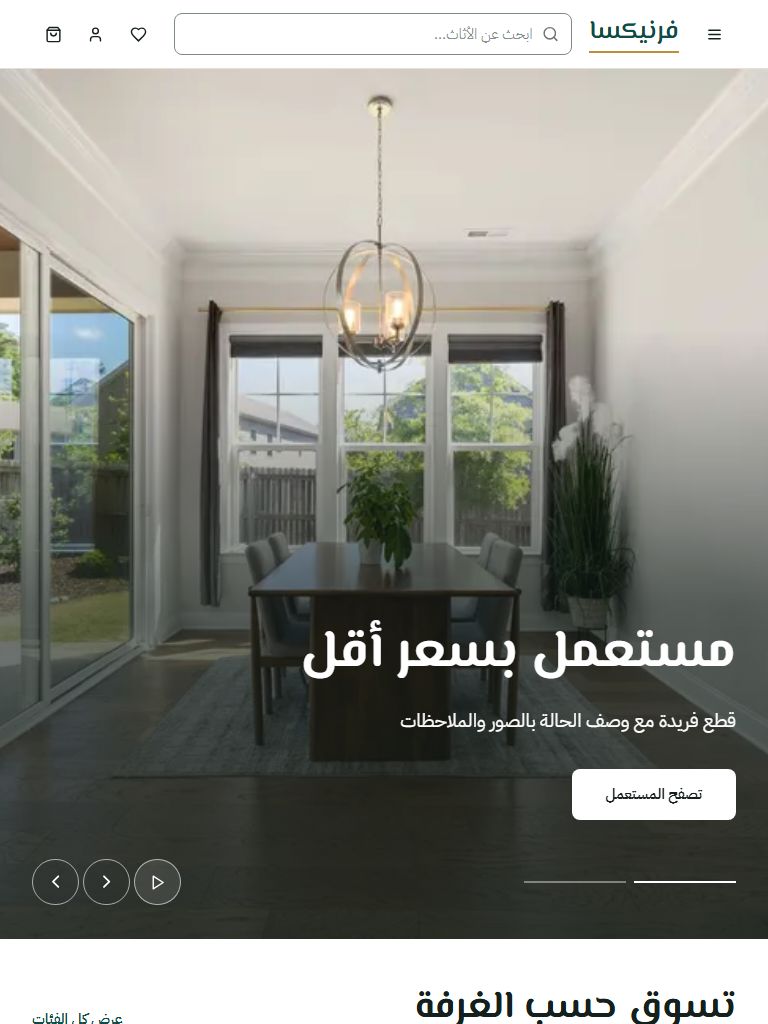 فرنيكسا
ابحث عن الأثاث...
مستعمل بسعر أقل
قطع فريدة مع وصف الحالة بالصور والملاحظات
تصفح المستعمل
تسوق حسب الغرفة
عرض كل الفئات